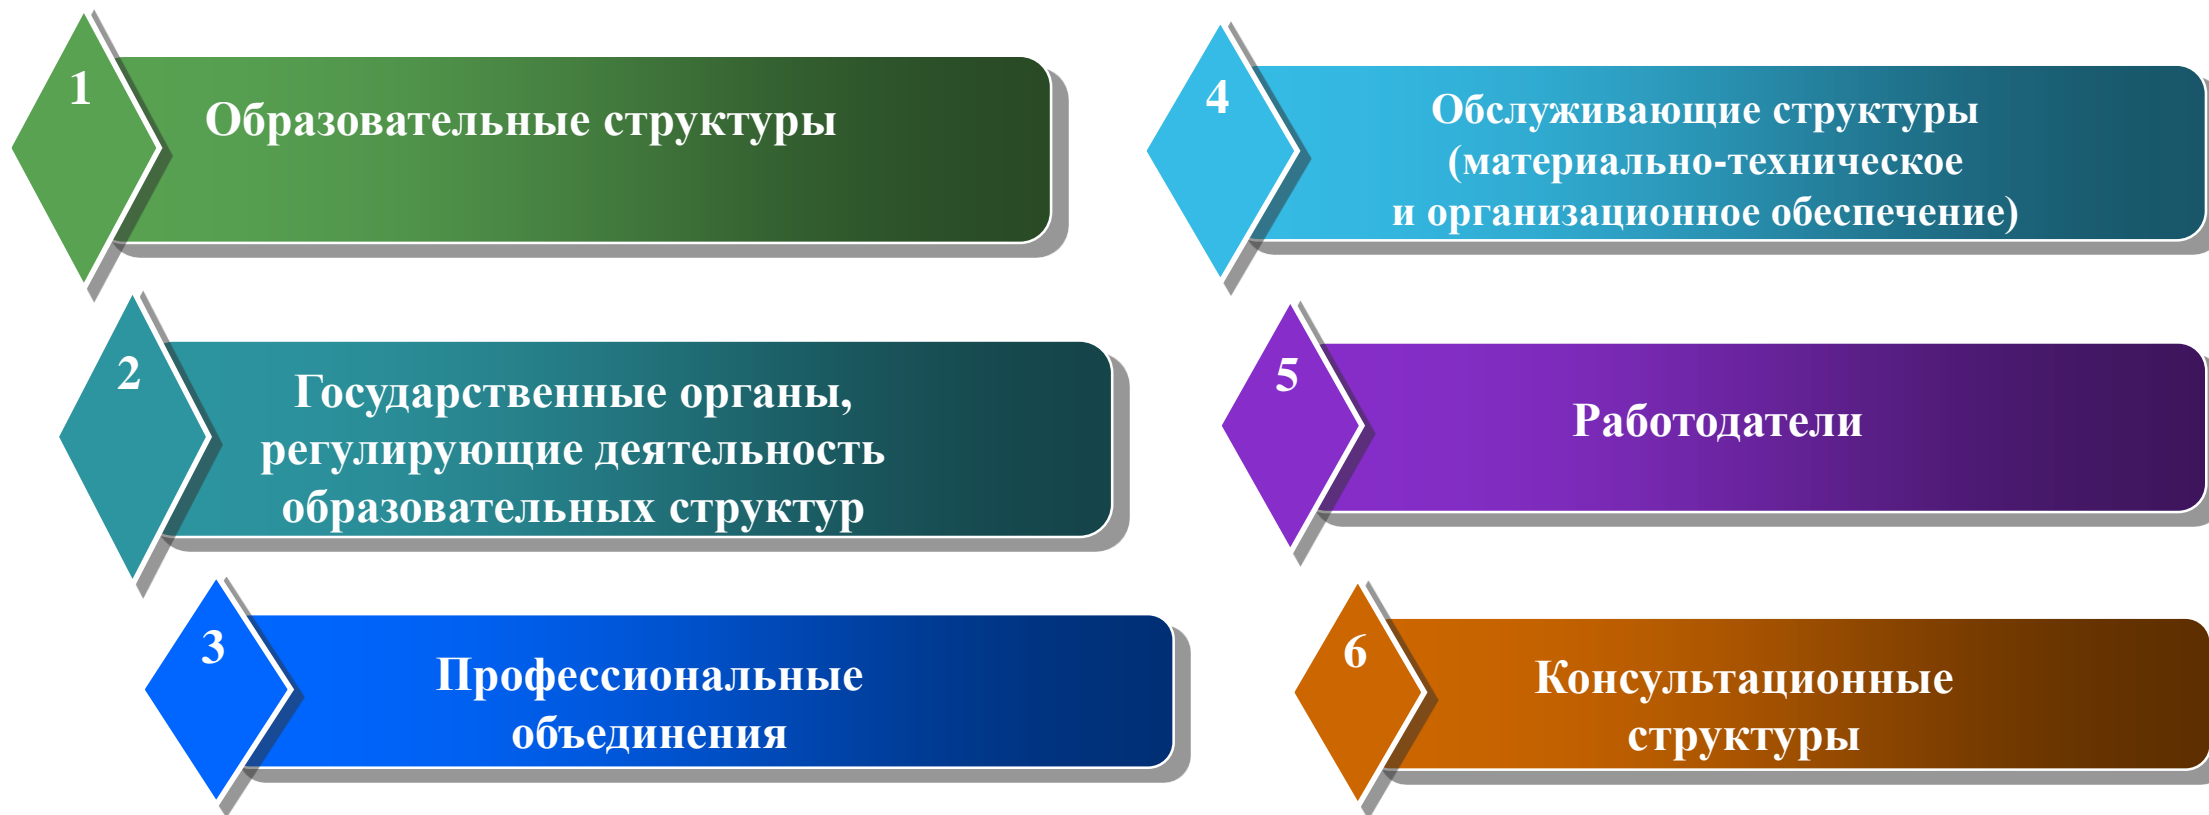 1
Образовательные структуры
2
Государственные органы,
регулирующие деятельность
образовательных структур
3
Профессиональные
объединения
4
Обслуживающие структуры
(материально-техническое
и организационное обеспечение)
5
Работодатели
6
Консультационные
структуры